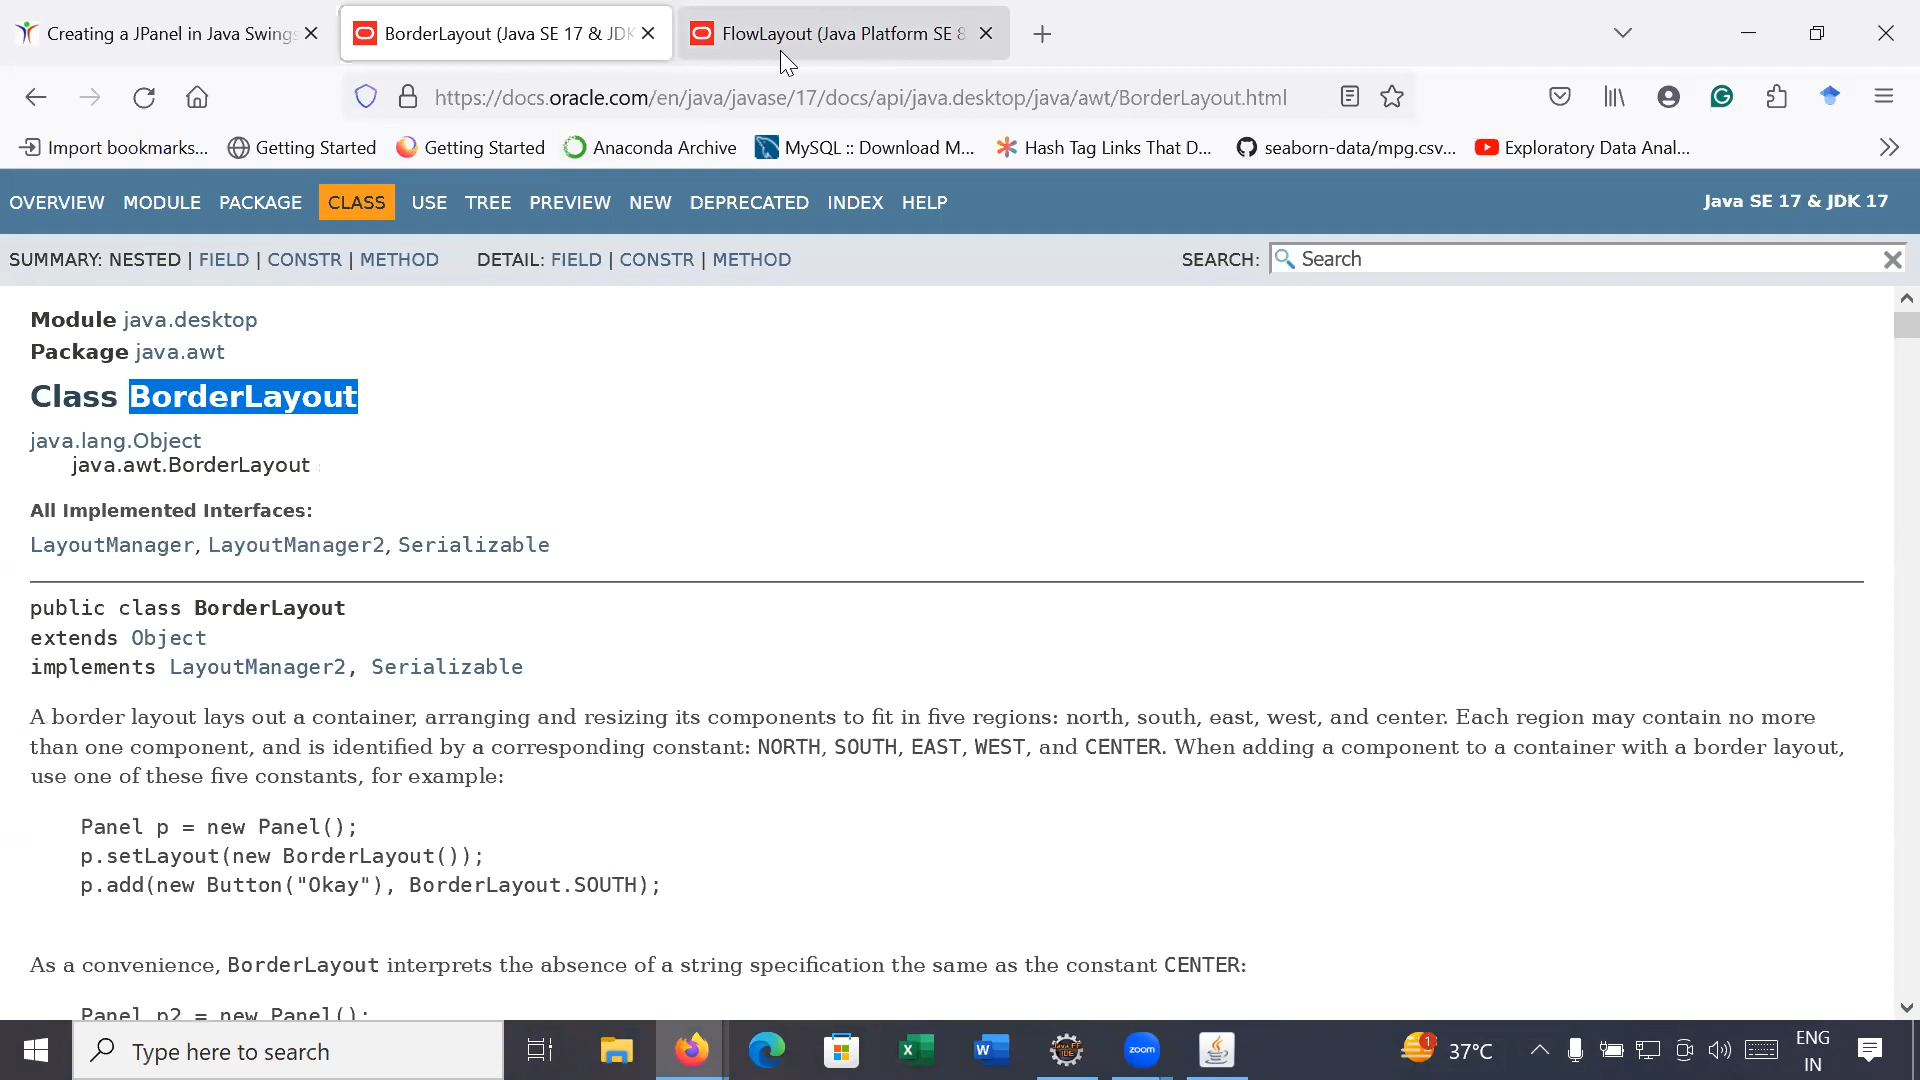 Creating a JPanel in Java Swings
BorderLayout (Java SE 17 & JDK
FlowLayout (Java Platform SE 8
https://docs.oracle.com/en/java/javase/17/docs/api/java.desktop/java/awt/BorderLayout.html
Import bookmarks...
Getting Started
Getting Started
Anaconda Archive
MySQL :: Download M...
Hash Tag Links That D...
seaborn-data/mpg.csv...
Exploratory Data Anal...
OVERVIEW MODULE PACKAGE CLASS USE TREE PREVIEW NEW DEPRECATED INDEX HELP
Java SE 17 & JDK 17
SUMMARY: NESTED | FIELD | CONSTR | METHOD
DETAIL: FIELD | CONSTR | METHOD
SEARCH: Search
Module java.desktop
Package java.awt
Class BorderLayout
java.lang.Object
java.awt.BorderLayout
All Implemented Interfaces:
LayoutManager, LayoutManager2, Serializable
public class BorderLayout
extends Object
implements LayoutManager2, Serializable
A border layout lays out a container, arranging and resizing its components to fit in five regions: north, south, east, west, and center. Each region may contain no more
than one component, and is identified by a corresponding constant: NORTH, SOUTH, EAST, WEST, and CENTER. When adding a component to a container with a border layout,
use one of these five constants, for example:
Panel p = new Panel();
p.setLayout(new BorderLayout());
p.add(new Button("Okay"), BorderLayout.SOUTH);
As a convenience, BorderLayout interprets the absence of a string specification the same as the constant CENTER:
Panel p2 = new Panel();
Type here to search
zoom
1
37°C
ENG
IN